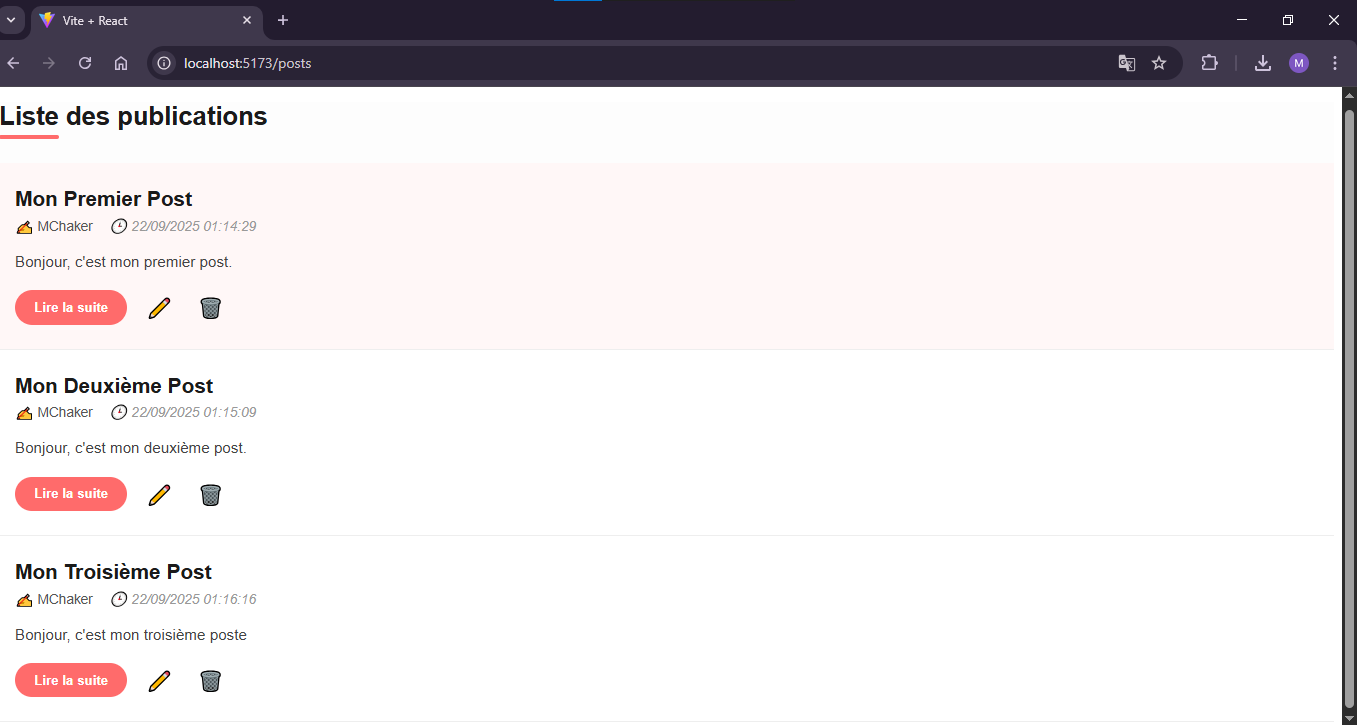 Vite + React
localhost:5173/posts
M
Liste des publications
Mon Premier Post
MChaker 22/09/2025 01:14:29
Bonjour, c'est mon premier post.
Lire la suite
Mon Deuxième Post
MChaker 22/09/2025 01:15:09
Bonjour, c'est mon deuxième post.
Lire la suite
Mon Troisième Post
MChaker 22/09/2025 01:16:16
Bonjour, c'est mon troisième poste
Lire la suite